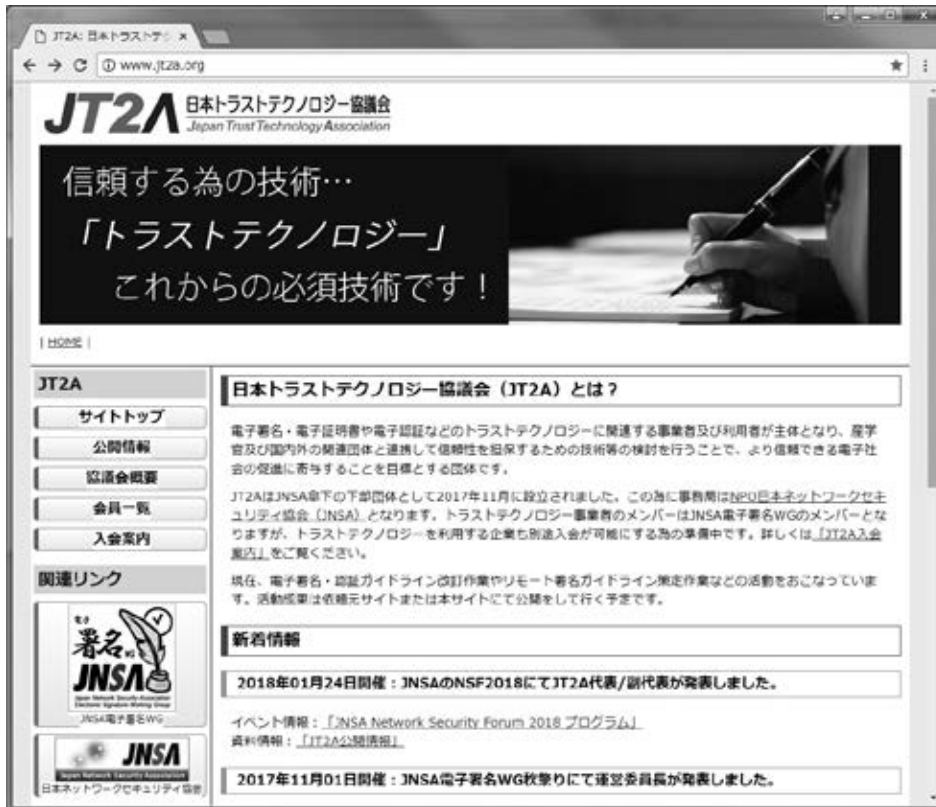 JT2A: 日本トラストテク
www.jt2a.org
JT2A 日本トラストテクノロジー協議会
Japan Trust Technology Association
信頼する為の技術…
「トラストテクノロジー」
これからの必須技術です！
| HOME |
JT2A
サイトトップ
公開情報
協議会概要
会員一覧
入会案内
関連リンク
電子
署名WG
JNSA
Japan Network Security Association
Electronic Signature Working Group
JNSA電子署名WG
JNSA
Japan Network Security Association
日本ネットワークセキュリティ協会
日本トラストテクノロジー協議会（JT2A）とは？
電子署名・電子証明書や電子認証などのトラストテクノロジーに関連する事業者及び利用者が主体となり、産学
官及び国内外の関連団体と連携して信頼性を担保するための技術等の検討を行うことで、より信頼できる電子社
会の促進に寄与することを目標とする団体です。
JT2AはJNSA傘下の下部団体として2017年11月に設立されました。この為に事務局はNPO日本ネットワークセキ
ュリティ協会（JNSA）となります。トラストテクノロジー事業者のメンバーはJNSA電子署名WGのメンバーとな
りますが、トラストテクノロジーを利用する企業も別途入会が可能にする為の準備中です。詳しくは「JT2A入会
案内」をご覧ください。
現在、電子署名・認証ガイドライン改訂作業やリモート署名ガイドライン策定作業などの活動をおこなっていま
す。活動成果は依頼元サイトまたは本サイトにて公開をして行く予定です。
新着情報
2018年01月24日開催：JNSAのNSF2018にてJT2A代表/副代表が発表しました。
イベント情報：「JNSA Network Security Forum 2018 プログラム」
資料情報：「JT2A公開情報」
2017年11月01日開催：JNSA電子署名WG秋祭りにて運営委員長が発表しました。